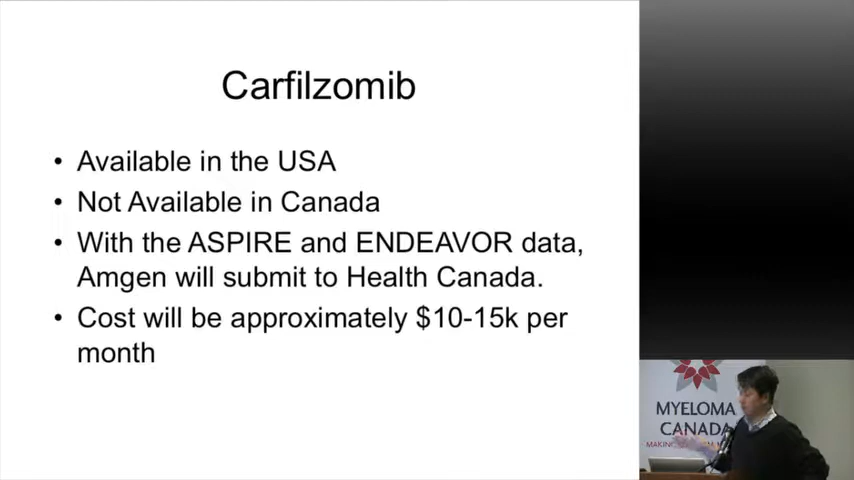 Carfilzomib
• Available in the USA
• Not Available in Canada
• With the ASPIRE and ENDEAVOR data,
Amgen will submit to Health Canada.
• Cost will be approximately $10-15k per
month
MYELOMA
CANADA
MAKING